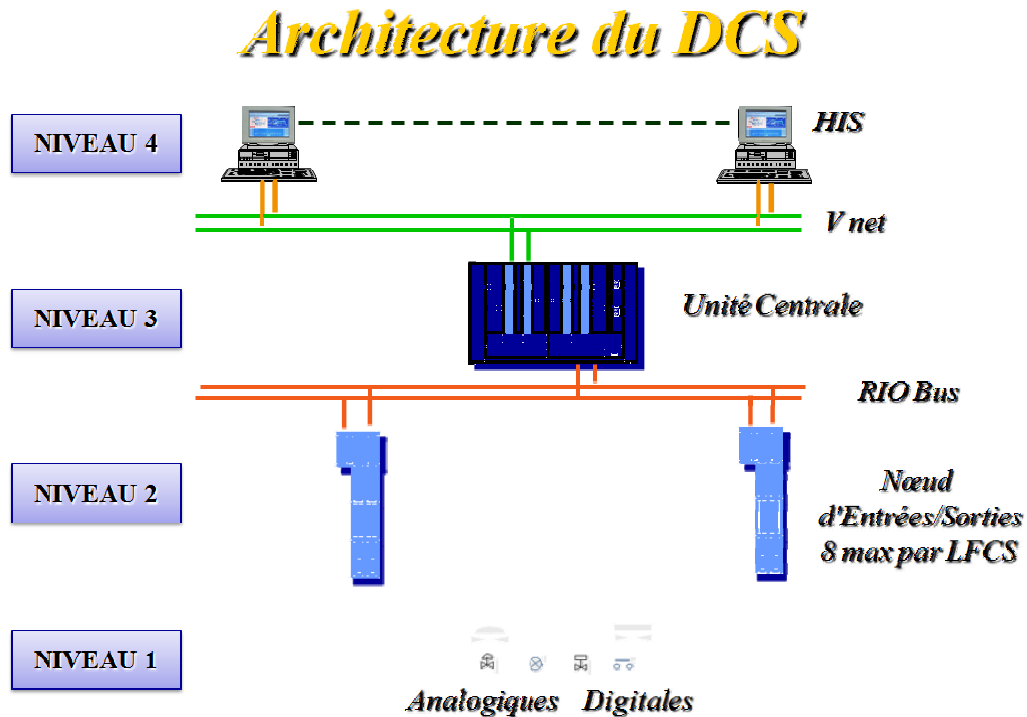 Architecture du DCS
NIVEAU 4
HIS
V net
NIVEAU 3
Unité Centrale
RIO Bus
NIVEAU 2
Nœud
d'Entrées/Sorties
8 max par LFCS
NIVEAU 1
Analogiques Digitales